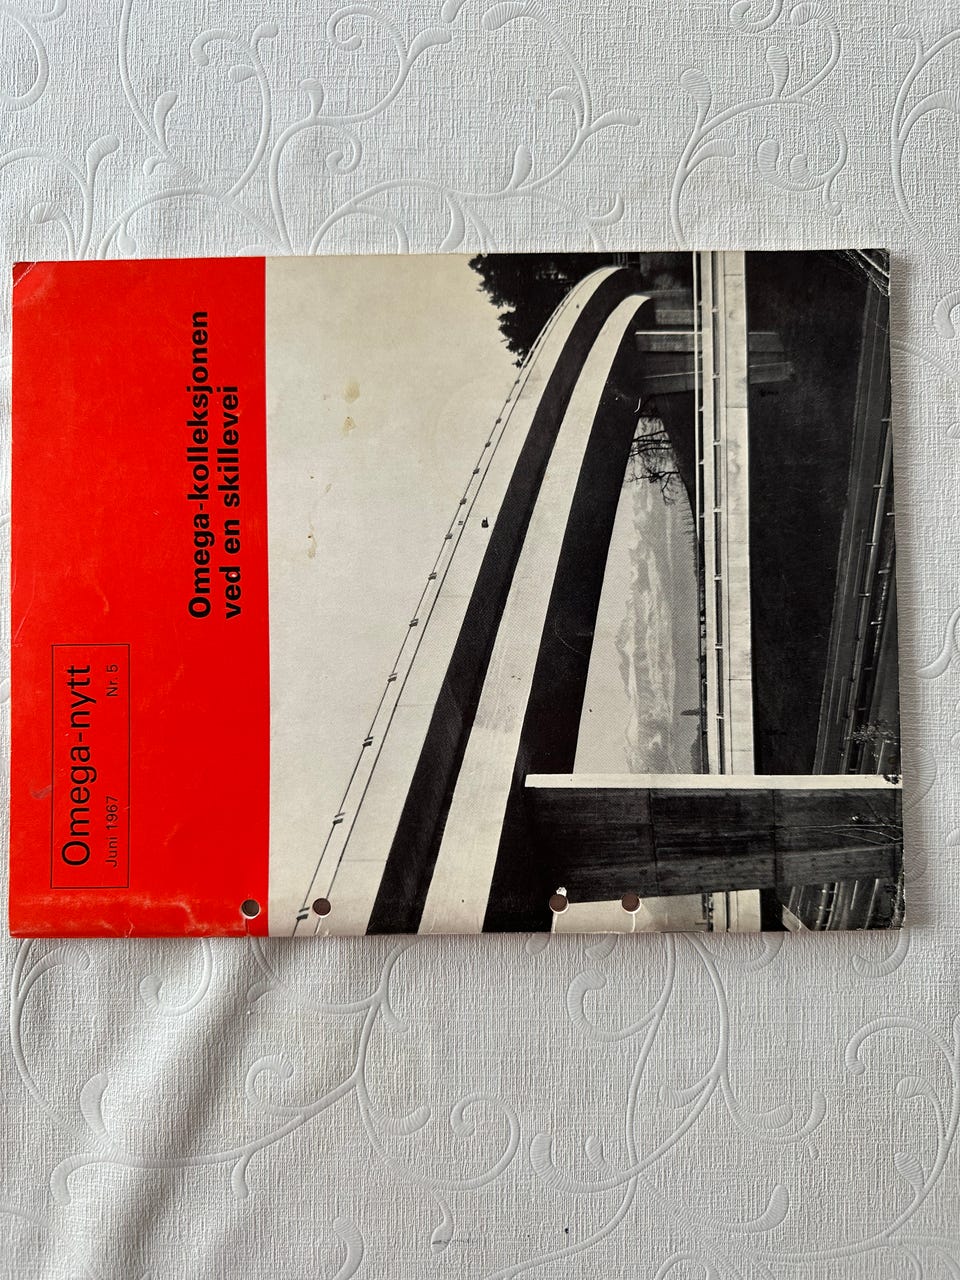 Omega-nytt
Juni 1967 Nr. 5
Omega-kolleksjonen
ved en skillevei